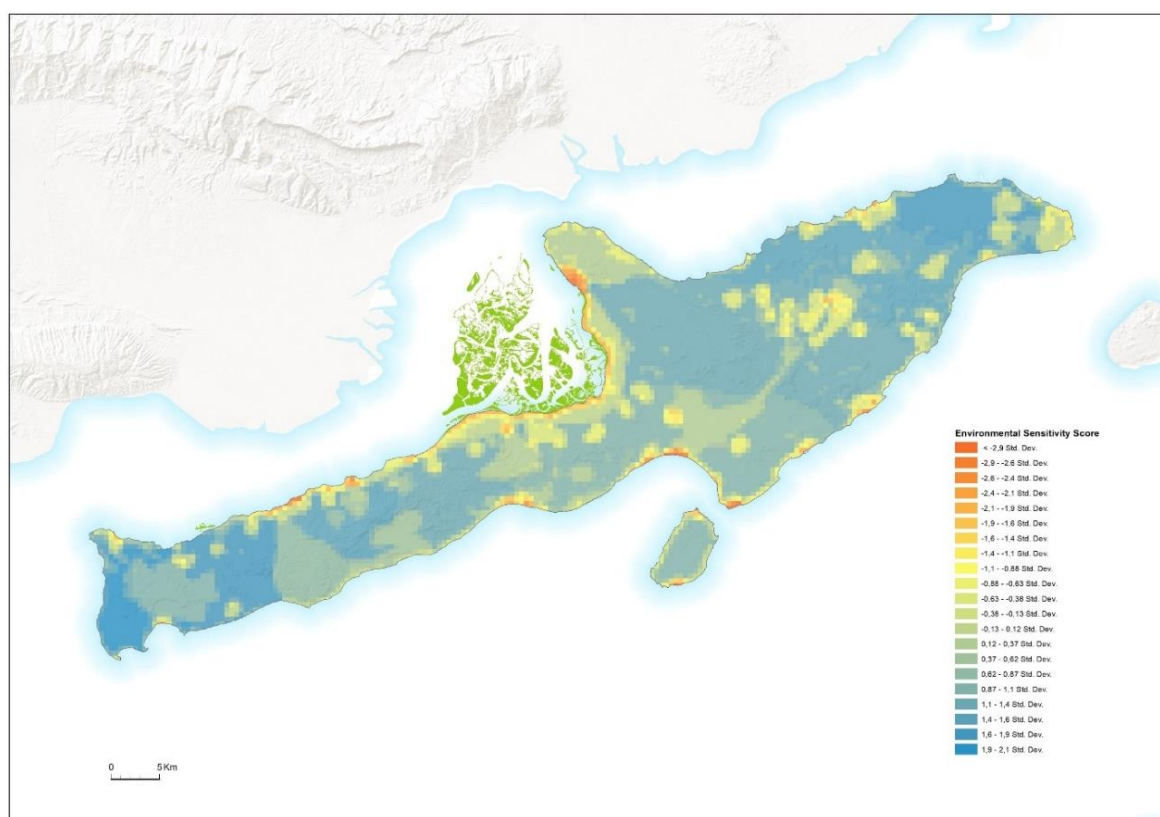 Environmental Sensitivity Score
< -2,9 Std. Dev.
-2,9 - -2,6 Std. Dev.
-2,6 - -2,4 Std. Dev.
-2,4 - -2,1 Std. Dev.
-2,1 - -1,9 Std. Dev.
-1,9 - -1,6 Std. Dev.
-1,6 - -1,4 Std. Dev.
-1,4 - -1,1 Std. Dev.
-1,1 - -0,88 Std. Dev.
-0,88 - -0,63 Std. Dev.
-0,63 - -0,38 Std. Dev.
-0,38 - -0,13 Std. Dev.
-0,13 - 0,12 Std. Dev.
0,12 - 0,37 Std. Dev.
0,37 - 0,62 Std. Dev.
0,62 - 0,87 Std. Dev.
0,87 - 1,1 Std. Dev.
1,1 - 1,4 Std. Dev.
1,4 - 1,6 Std. Dev.
1,6 - 1,9 Std. Dev.
1,9 - 2,1 Std. Dev.
0 5 Km